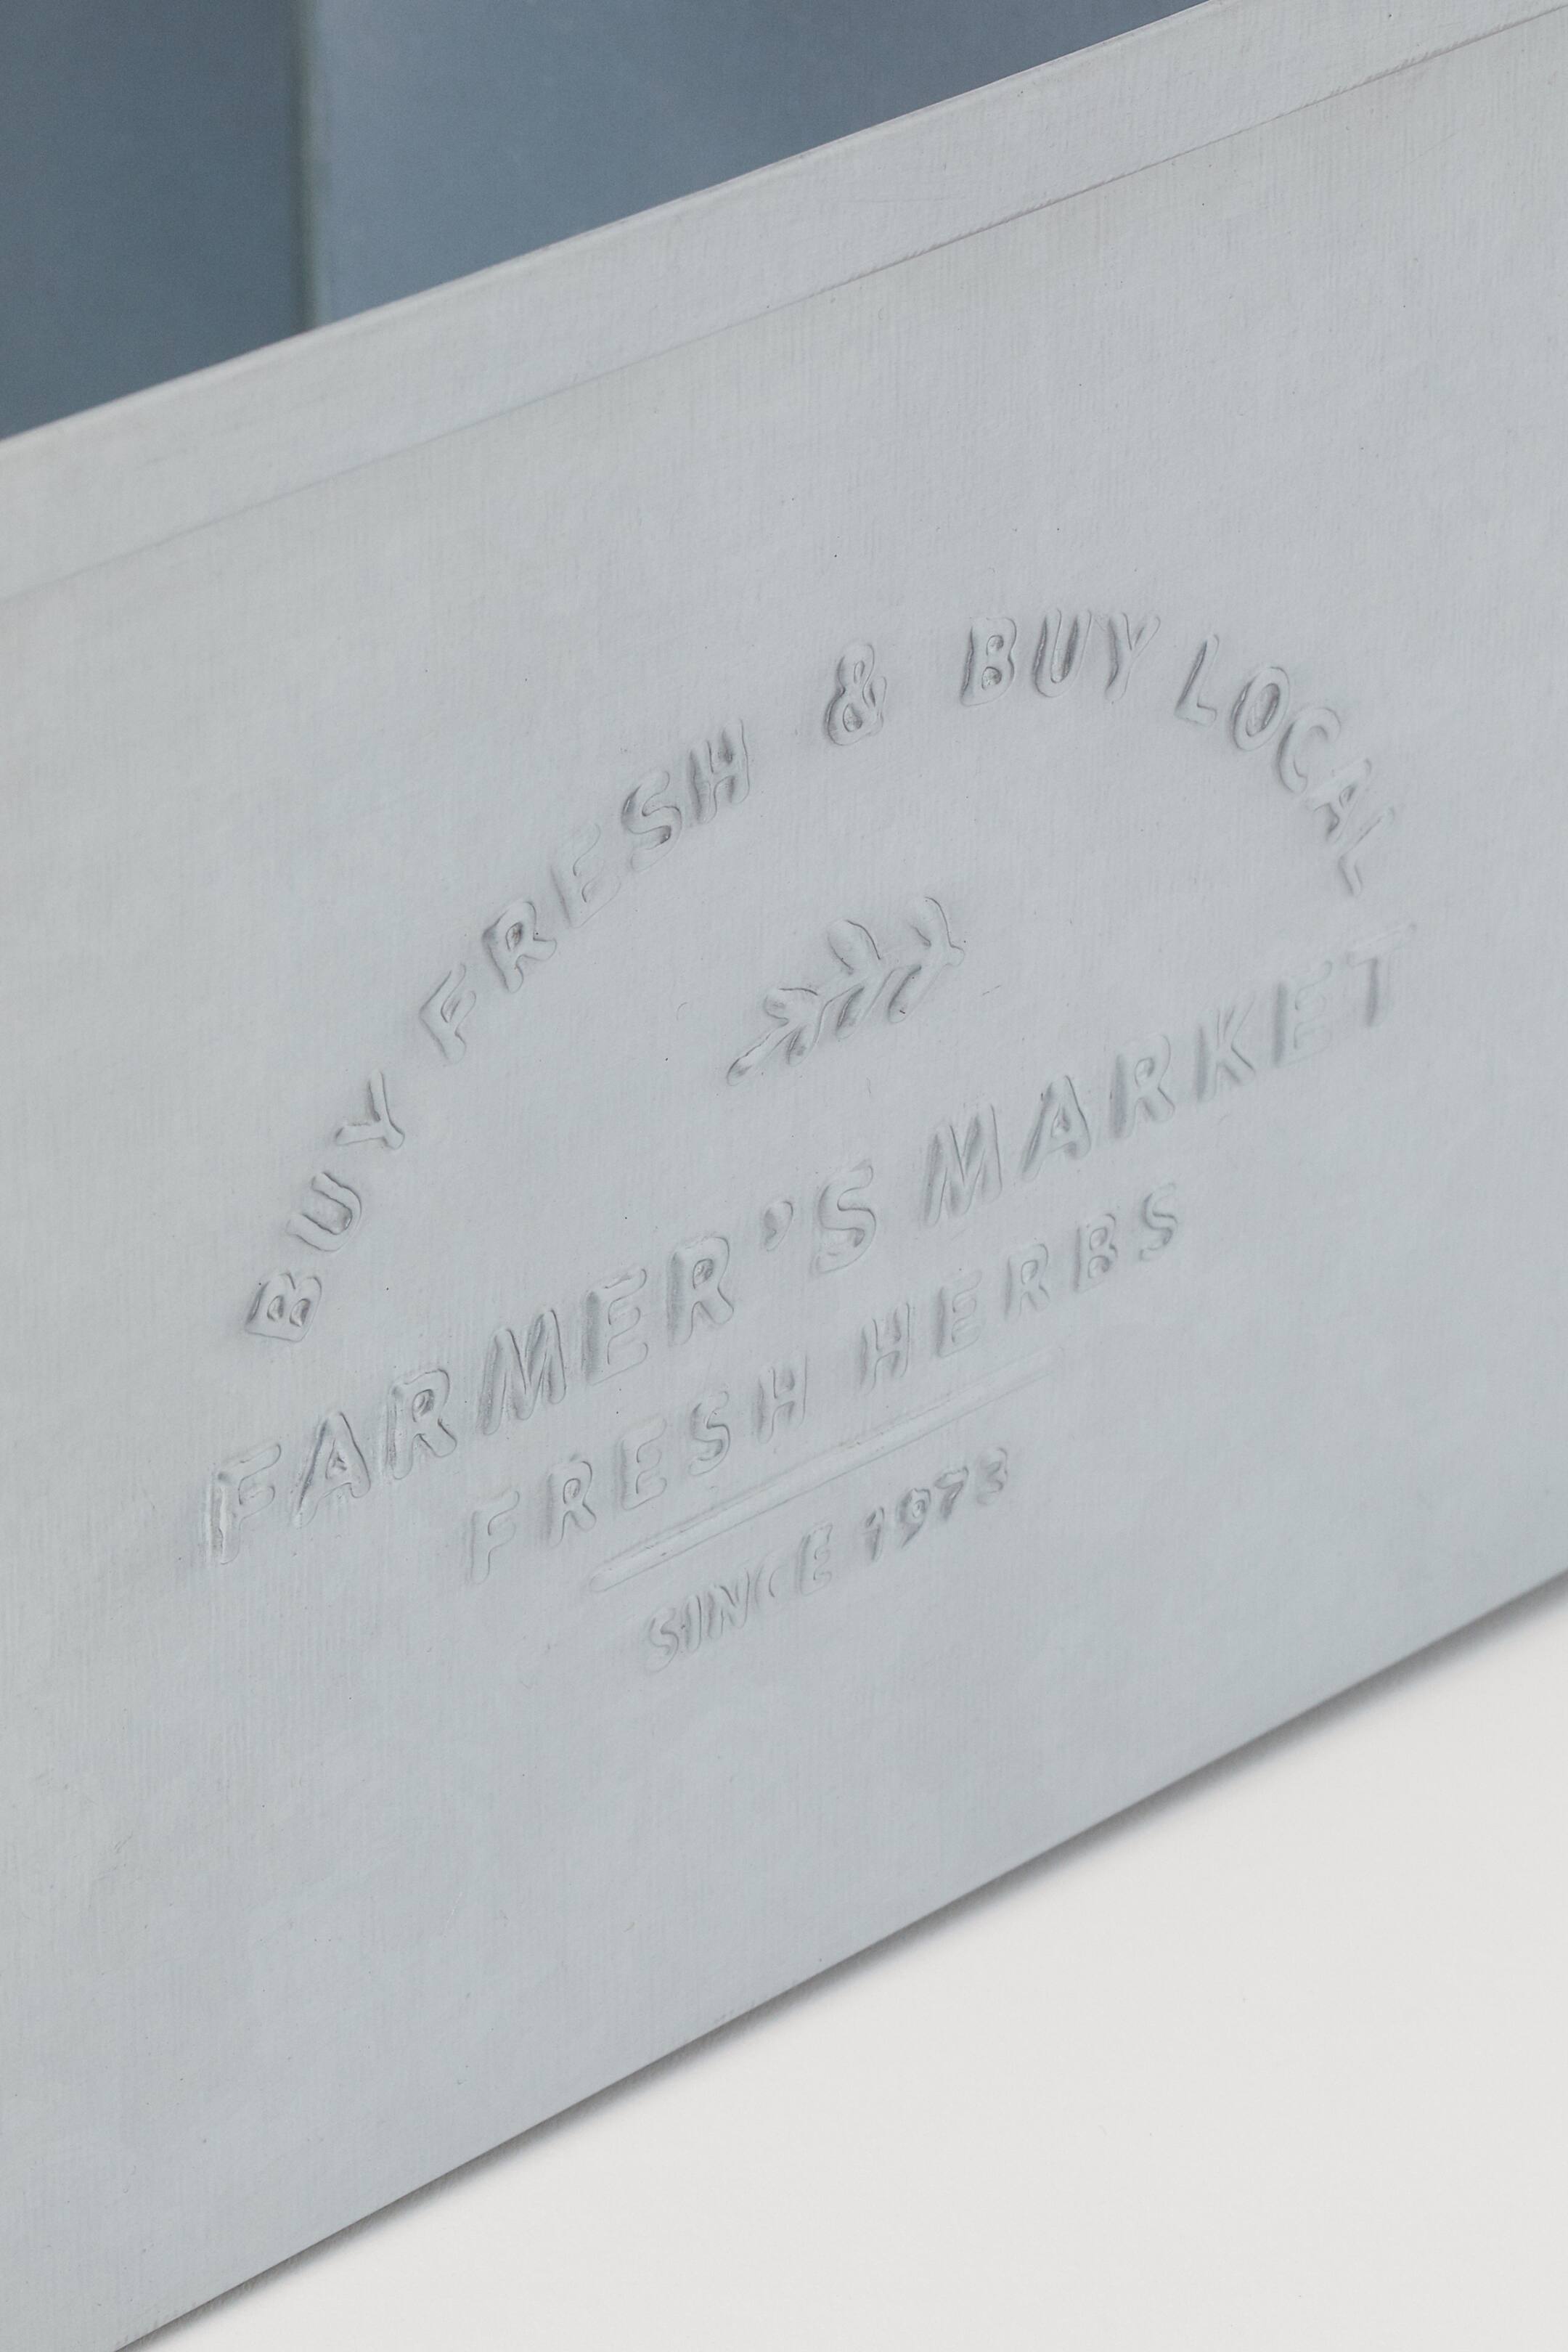 BUY FRESH & BUY LOCAL
FARMER'S MARKET
FRESH HERBS
SINCE 1973